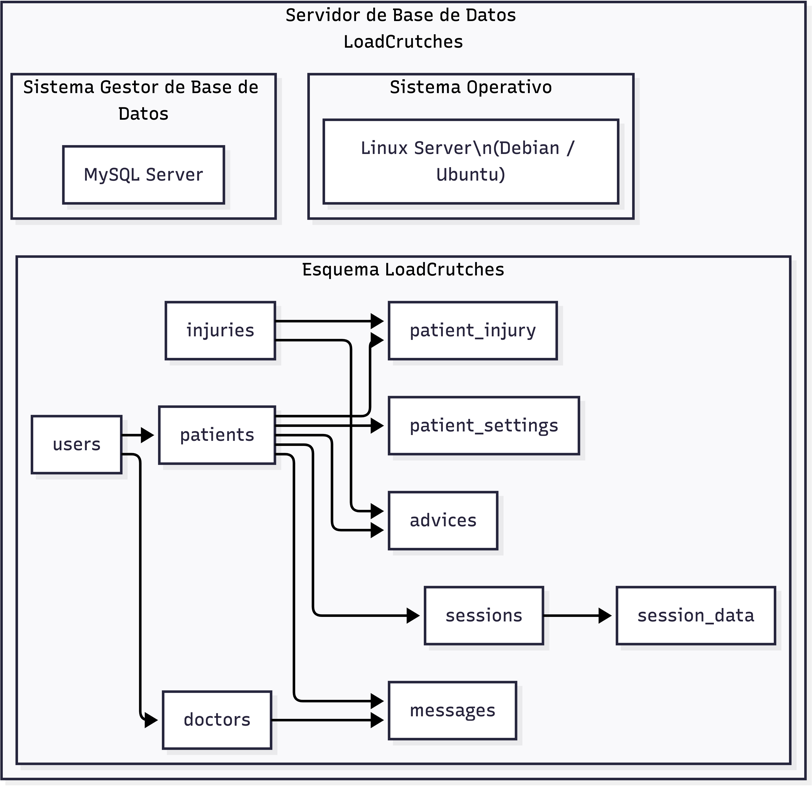 Servidor de Base de Datos
LoadCrutches
Sistema Gestor de Base de
Datos
MySQL Server
Sistema Operativo
Linux Server\n(Debian /
Ubuntu)
Esquema LoadCrutches
injuries
patient_injury
users
patients
patient_settings
advices
sessions
session_data
doctors
messages